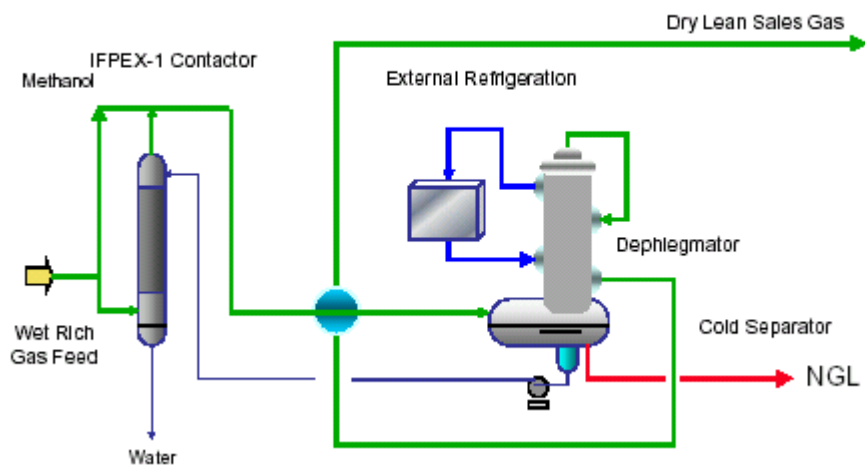 Dry Lean Sales Gas
IFPEX-1 Contactor
Methanol
External Refrigeration
Dephlegmator
Wet Rich
Gas Feed
Cold Separator
NGL
Water